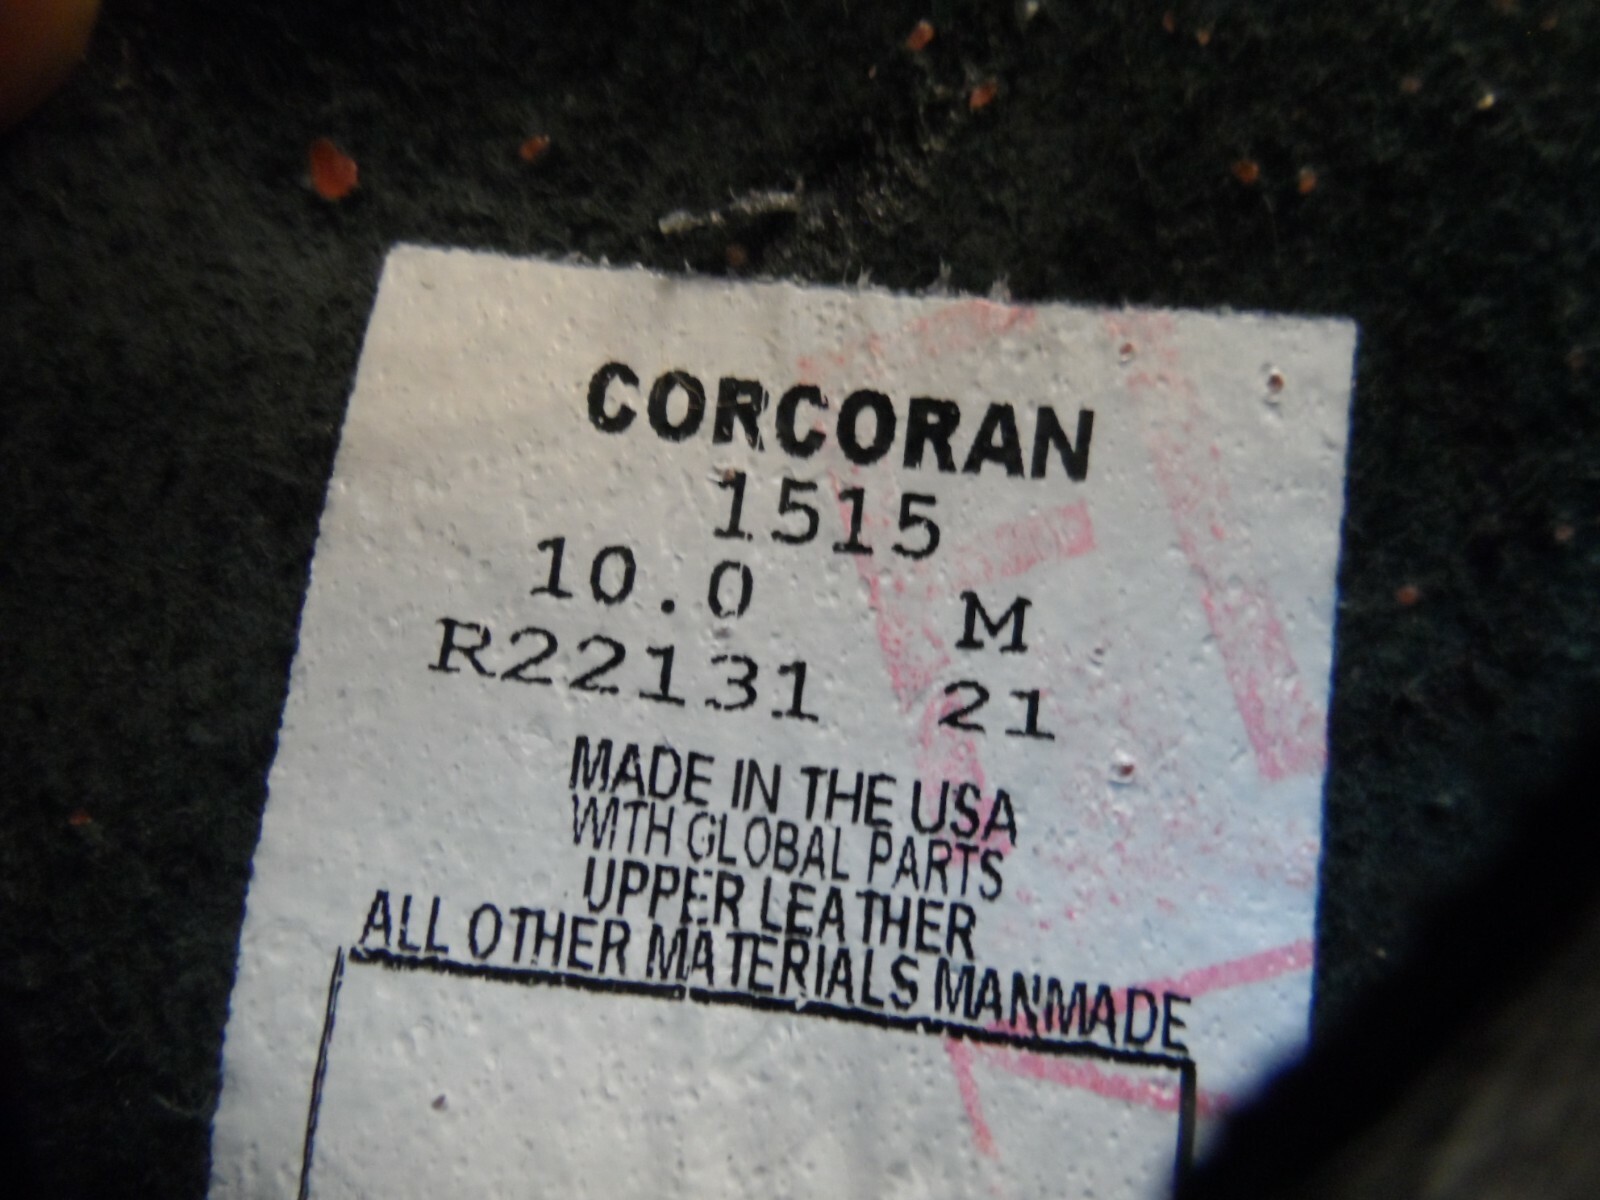 CORCORAN
1515
10.0 M
R22131 21
MADE IN THE USA
WITH GLOBAL PARTS
UPPER LEATHER
ALL OTHER MATERIALS MANMADE